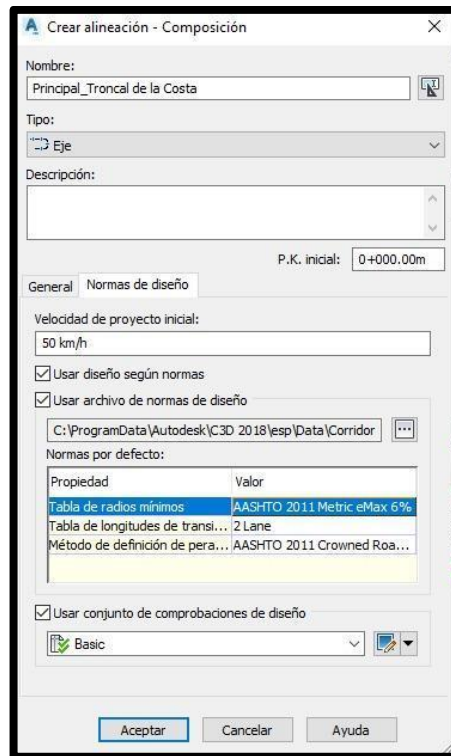 Crear alineación - Composición
Nombre:
Principal_Troncal de la Costa
Tipo:
Eje
Descripción:
P.K. inicial: 0+000.00m
General Normas de diseño
Velocidad de proyecto inicial:
50 km/h
Usar diseño según normas
Usar archivo de normas de diseño
C:\ProgramData\Autodesk\C3D 2018\esp\Data\Corridor ...
Normas por defecto:
Propiedad Valor
Tabla de radios mínimos AASHTO 2011 Metric eMax 6%
Tabla de longitudes de transi... 2 Lane
Método de definición de pera... AASHTO 2011 Crowned Roa...
Usar conjunto de comprobaciones de diseño
Basic
Aceptar Cancelar Ayuda